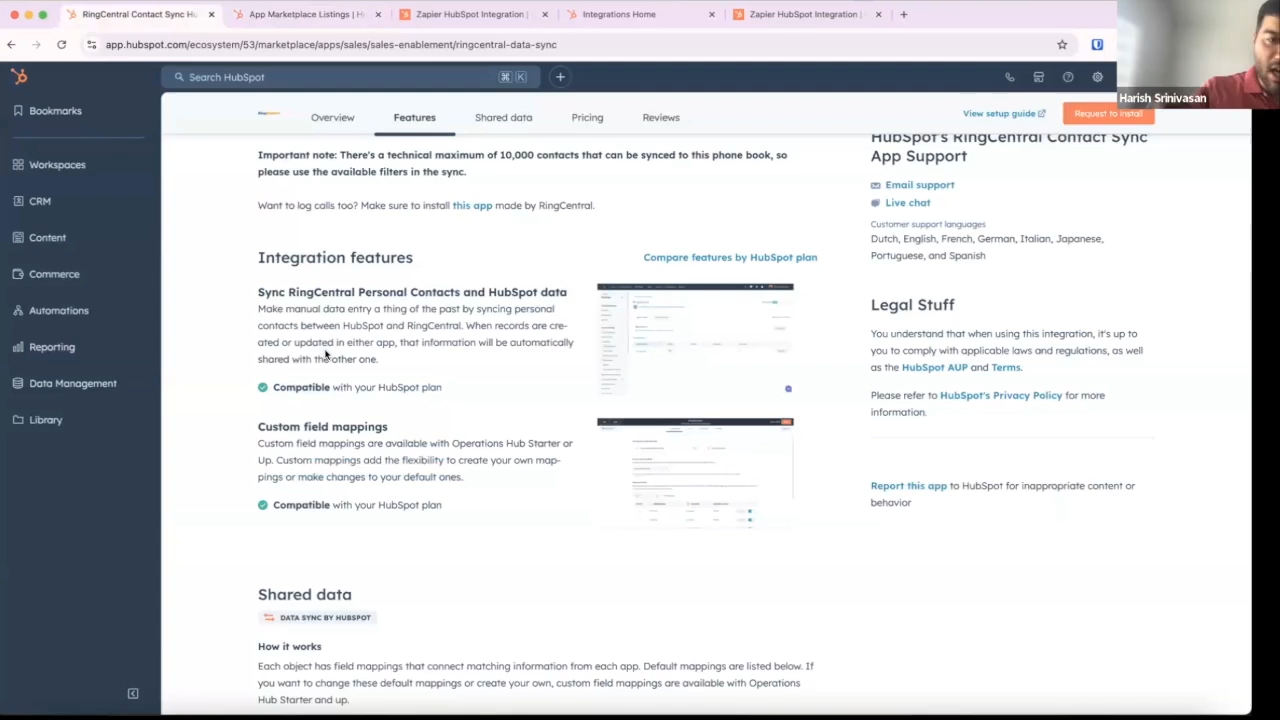 RingCentral Contact Sync Hu
App Marketplace Listings | H
Zapier HubSpot Integration |
Integrations Home
Zapier HubSpot Integration |
app.hubspot.com/ecosystem/53/marketplace/apps/sales/sales-enablement/ringcentral-data-sync
Search HubSpot
⌘ K
Harish Srinivasan
Bookmarks
Workspaces
CRM
Content
Commerce
Automations
Reporting
Data Management
Library
Overview
Features
Shared data
Pricing
Reviews
View setup guide
Request to install
Important note: There's a technical maximum of 10,000 contacts that can be synced to this phone book, so
please use the available filters in the sync.
Want to log calls too? Make sure to install this app made by RingCentral.
Integration features
Compare features by HubSpot plan
Sync RingCentral Personal Contacts and HubSpot data
Make manual data entry a thing of the past by syncing personal
contacts between HubSpot and RingCentral. When records are cre-
ated or updated in either app, that information will be automatically
shared with the other one.
Compatible with your HubSpot plan
Custom field mappings
Custom field mappings are available with Operations Hub Starter or
Up. Custom mappings add the flexibility to create your own map-
pings or make changes to your default ones.
Compatible with your HubSpot plan
Shared data
DATA SYNC BY HUBSPOT
How it works
Each object has field mappings that connect matching information from each app. Default mappings are listed below. If
you want to change these default mappings or create your own, custom field mappings are available with Operations
Hub Starter and up.
HubSpot's RingCentral Contact Sync
App Support
Email support
Live chat
Customer support languages
Dutch, English, French, German, Italian, Japanese,
Portuguese, and Spanish
Legal Stuff
You understand that when using this integration, it's up to
you to comply with applicable laws and regulations, as well
as the HubSpot AUP and Terms.
Please refer to HubSpot's Privacy Policy for more
information.
Report this app to HubSpot for inappropriate content or
behavior